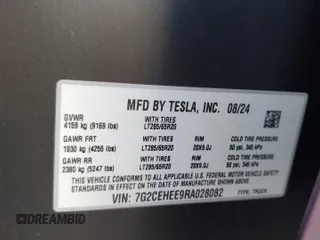 MFD BY TESLA, INC. 08/24
GVWR
4159 kg (9169 lbs) WITH TIRES
LT285/65R20
GAWR FRT WITH TIRES RIM COLD TIRE PRESSURE
1930 kg (4255 lbs) LT285/65R20 20X9.0J 50 psi, 345 kPa
GAWR RR WITH TIRES RIM COLD TIRE PRESSURE
2380 kg (5247 lbs) LT285/65R20 20X9.0J 50 psi, 345 kPa
THIS VEHICLE CONFORMS TO ALL APPLICABLE FEDERAL MOTOR VEHICLE SAFETY
STANDARDS IN EFFECT ON THE DATE OF MANUFACTURE SHOWN ABOVE.
VIN: 7G2CEHEE9RA028082 TYPE: TRUCK
DREAMBID